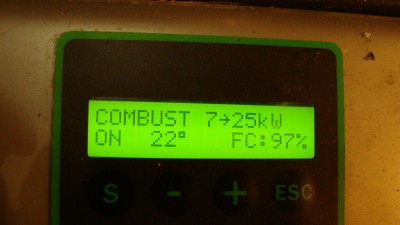 COMBUST 7→25kW
ON 22° FC:97%
S - + ESC